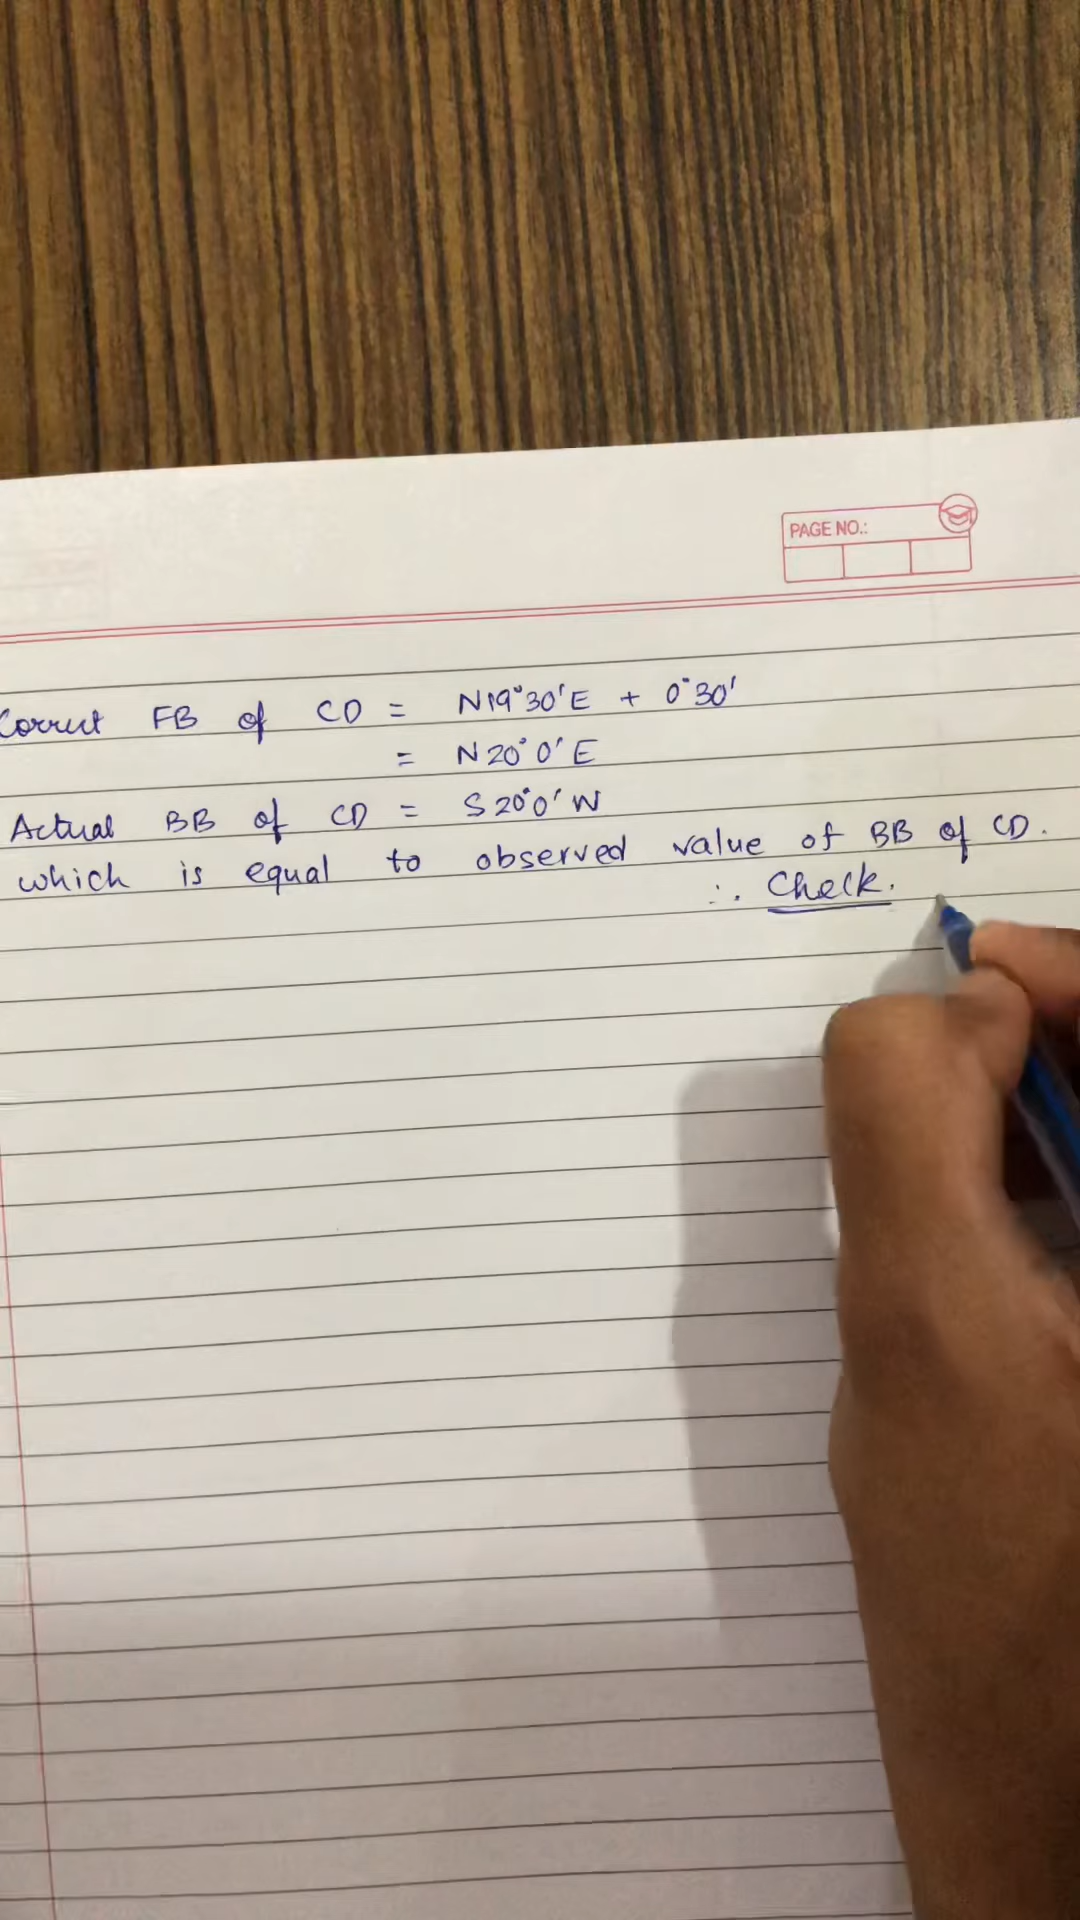 PAGE NO.:
Correct FB of CD = N19°30'E + 0°30'
= N20°0'E
Actual BB of CD = S20°0'W
which is equal to observed value of BB of CD.
∴ Check.